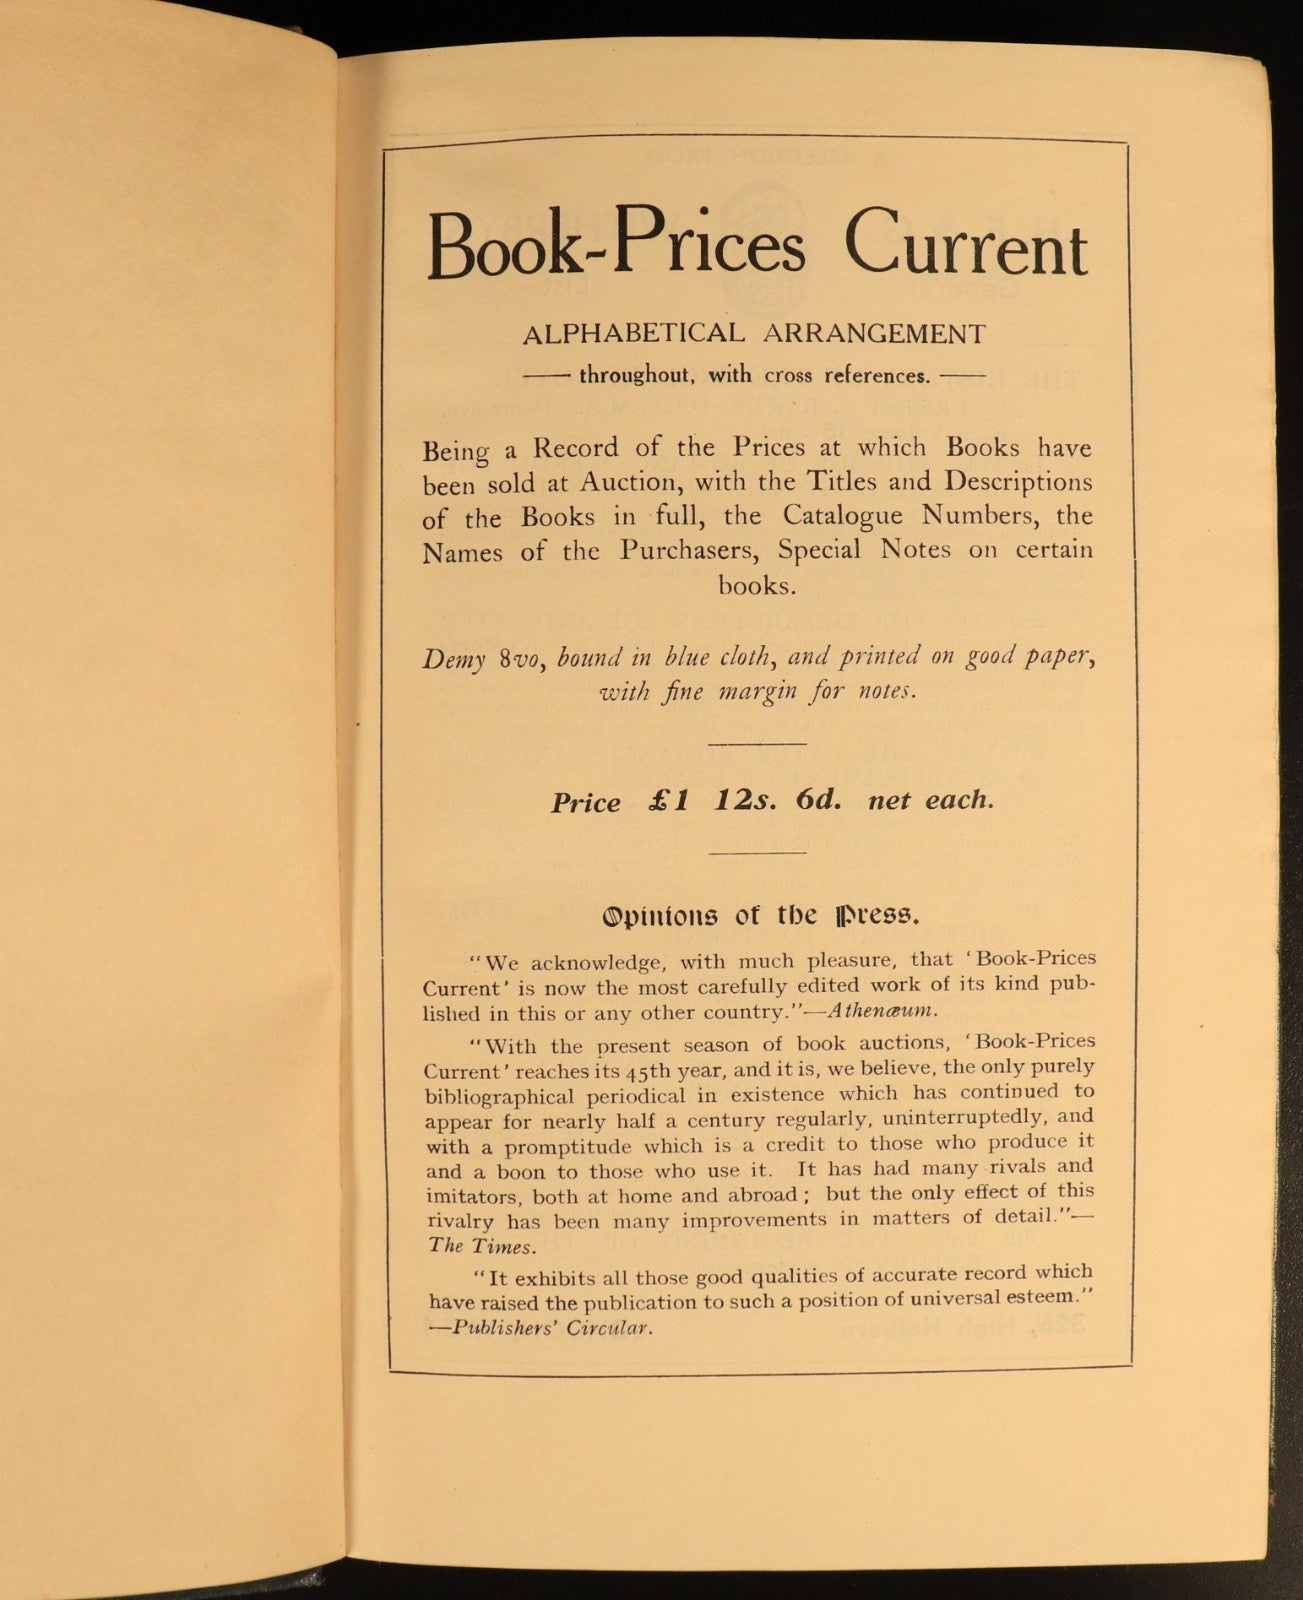 Book-Prices Current
ALPHABETICAL ARRANGEMENT
—— throughout, with cross references. ——
Being a Record of the Prices at which Books have
been sold at Auction, with the Titles and Descriptions
of the Books in full, the Catalogue Numbers, the
Names of the Purchasers, Special Notes on certain
books.
Demy 8vo, bound in blue cloth, and printed on good paper,
with fine margin for notes.
Price £1 12s. 6d. net each.
Opinions of the Press.
"We acknowledge, with much pleasure, that 'Book-Prices
Current' is now the most carefully edited work of its kind pub-
lished in this or any other country."—Athenæum.
"With the present season of book auctions, 'Book-Prices
Current' reaches its 45th year, and it is, we believe, the only purely
bibliographical periodical in existence which has continued to
appear for nearly half a century regularly, uninterruptedly, and
with a promptitude which is a credit to those who produce it
and a boon to those who use it. It has had many rivals and
imitators, both at home and abroad; but the only effect of this
rivalry has been many improvements in matters of detail."—
The Times.
"It exhibits all those good qualities of accurate record which
have raised the publication to such a position of universal esteem."
—Publishers' Circular.